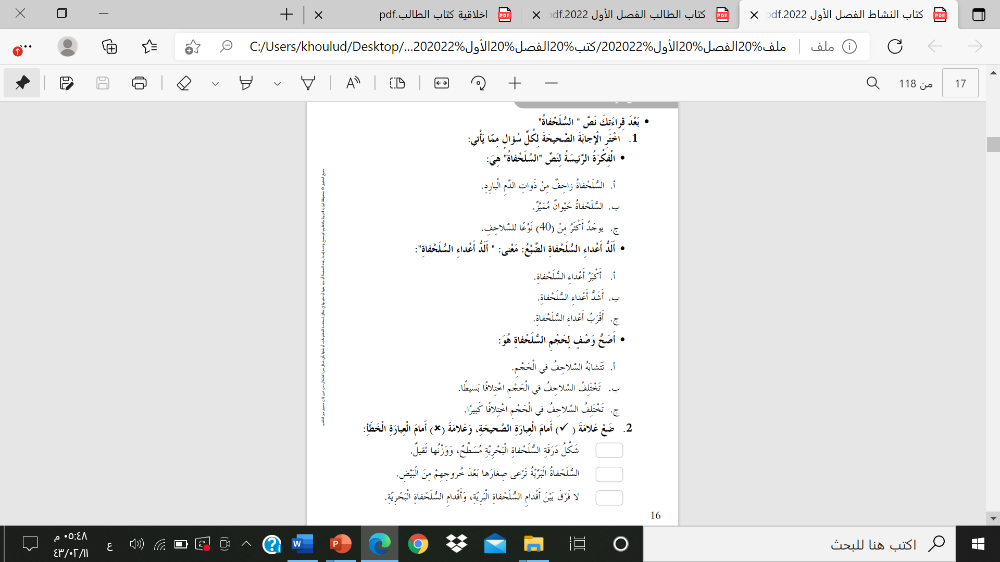 كتاب النشاط الفصل الأول 2022.pdf
كتاب الطالب الفصل الأول 2022.pdf
اخلاقية كتاب الطالب.pdf
ملف
C:/Users/khoulud/Desktop/...ملف%20الفصل%20الأول%202022/كتب%20الفصل%20الأول%202022
17
من 118
• بَعْدَ قِراءَتِكَ نَصَّ " السُّلَحْفاةُ"
1. اخْتَرِ الْإجابَةَ الصَّحيحَةَ لِكُلِّ سُؤالٍ مِمّا يَأْتي:
• الْفِكْرَةُ الرَّئيسَةُ لِنَصِّ "السُلَحْفاةُ" هِيَ:
أ. السُّلَحْفاةُ زاحِفٌ مِنْ ذَواتِ الدَّمِ الْبارِدِ.
ب. السُّلَحْفاةُ حَيْوانٌ مُمَيَّزٌ.
ج. يوجَدُ أَكْثَرُ مِنْ (40) نَوْعًا للسَّلاحِفِ.
• أَلَدُّ أَعْداءِ السُّلَحْفاةِ الضَّبْعُ: مَعْنى: " أَلَدُّ أَعْداءِ السُّلَحْفاةِ":
أ. أَكْبَرُ أَعْداءِ السُّلَحْفاةِ.
ب. أَشَدُّ أَعْداءِ السُّلَحْفاةِ.
ج. أَقْرَبُ أَعْداءِ السُّلَحْفاةِ.
• أَصَحُّ وَصْفٍ لِحَجْمِ السُّلَحْفاةِ هُوَ:
أ. تَتَشابَهُ السَّلاحِفُ في الْحَجْمِ.
ب. تَخْتَلِفُ السَّلاحِفُ في الْحَجْمِ اخْتِلافًا بَسيطًا.
ج. تَخْتَلِفُ السَّلاحِفُ في الْحَجْمِ اخْتِلافًا كَبيرًا.
2. ضَعْ عَلامَةَ (✓) أَمامَ الْعِبارَةِ الصَّحيحَةِ، وَعَلامَةَ (✗) أَمامَ الْعِبارَةِ الْخَطَأِ:
شَكْلُ دَرَقَةِ السُّلَحْفاةِ الْبَحْرِيَّةِ مُسَطَّحٌ، وَوَزْنُها ثَقيلٌ.
السُّلَحْفاةُ الْبَرِّيَّةُ تَرْعى صِغارَها بَعْدَ خُروجِهِمْ مِنَ الْبَيْضِ.
لا فَرْقَ بَيْنَ أَقْدامِ السُّلَحْفاةِ الْبَرِيَّةِ، وَأَقْدامِ السُّلَحْفاةِ الْبَحْرِيَّةِ.
16
اكتب هنا للبحث
ع
٠٥:٤٨ م
٤٣/٠٢/١١